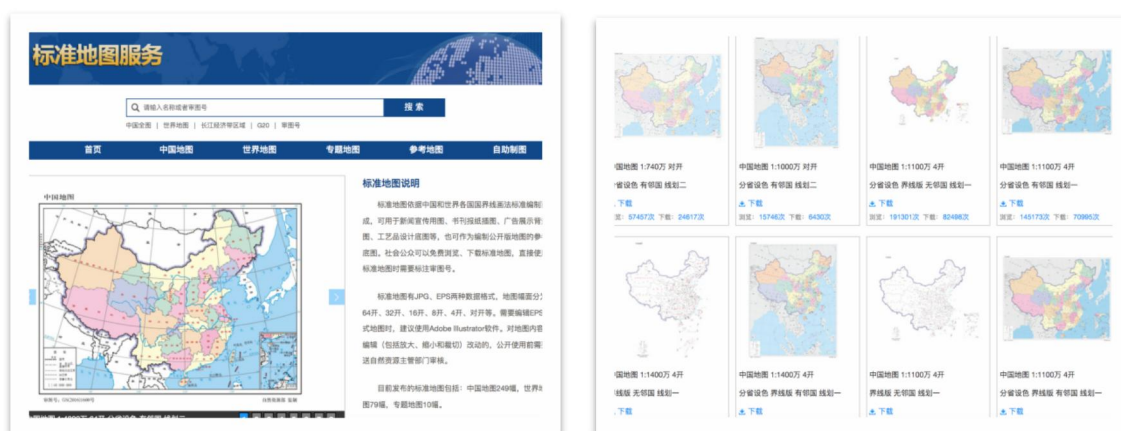 标准地图服务
请输入名称或者审图号
搜索
中国全图 | 世界地图 | 长江经济带区域 | G20 | 审图号
首页 中国地图 世界地图 专题地图 参考地图 自助制图
中国地图
标准地图说明
标准地图依据中国和世界各国国界线画法标准编制
成，可用于新闻宣传用图、书刊报纸插图、广告展示背
图、工艺品设计底图等，也可作为编制公开版地图的参
底图。社会公众可以免费浏览、下载标准地图，直接使
标准地图时需要标注审图号。
标准地图有JPG、EPS两种数据格式，地图幅面分
64开、32开、16开、8开、4开、对开等。需要编辑EPS
式地图时，建议使用Adobe Illustrator软件。对地图内容
编辑（包括放大、缩小和裁切）改动的，公开使用前需
送自然资源主管部门审核。
目前发布的标准地图包括：中国地图249幅，世界
图79幅，专题地图10幅。
自然资源部 监制
中国地图 1:740万 对开
分省设色 有邻国 线划二
下载
浏览： 57457次 下载： 24817次
中国地图 1:1000万 对开
分省设色 有邻国 线划二
下载
浏览： 15746次 下载： 6430次
中国地图 1:1100万 4开
分省设色 界线版 无邻国 线划一
下载
浏览： 191301次 下载： 82486次
中国地图 1:1100万 4开
分省设色 有邻国 线划一
下载
浏览： 145173次 下载： 70995次
中国地图 1:1400万 4开
界线版 无邻国 线划一
下载
中国地图 1:1400万 4开
分省设色 界线版 有邻国 线划一
下载
中国地图 1:1100万 4开
界线版 无邻国 线划一
下载
中国地图 1:1100万 4开
分省设色 界线版 有邻国 线划一
下载